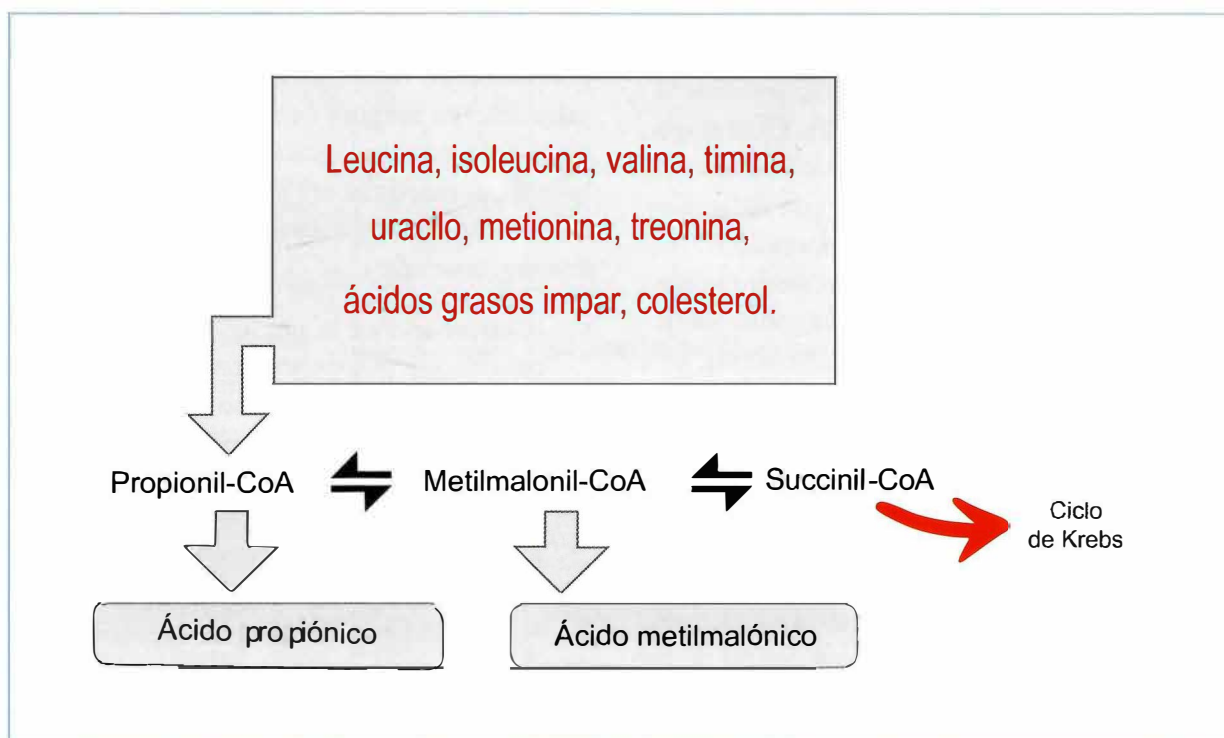 Leucina, isoleucina, valina, timina,
uracilo, metionina, treonina,
ácidos grasos impar, colesterol.
Propionil-CoA
Metilmalonil-CoA
Succinil-CoA
Ciclo
de Krebs
Ácido propiónico
Ácido metilmalónico